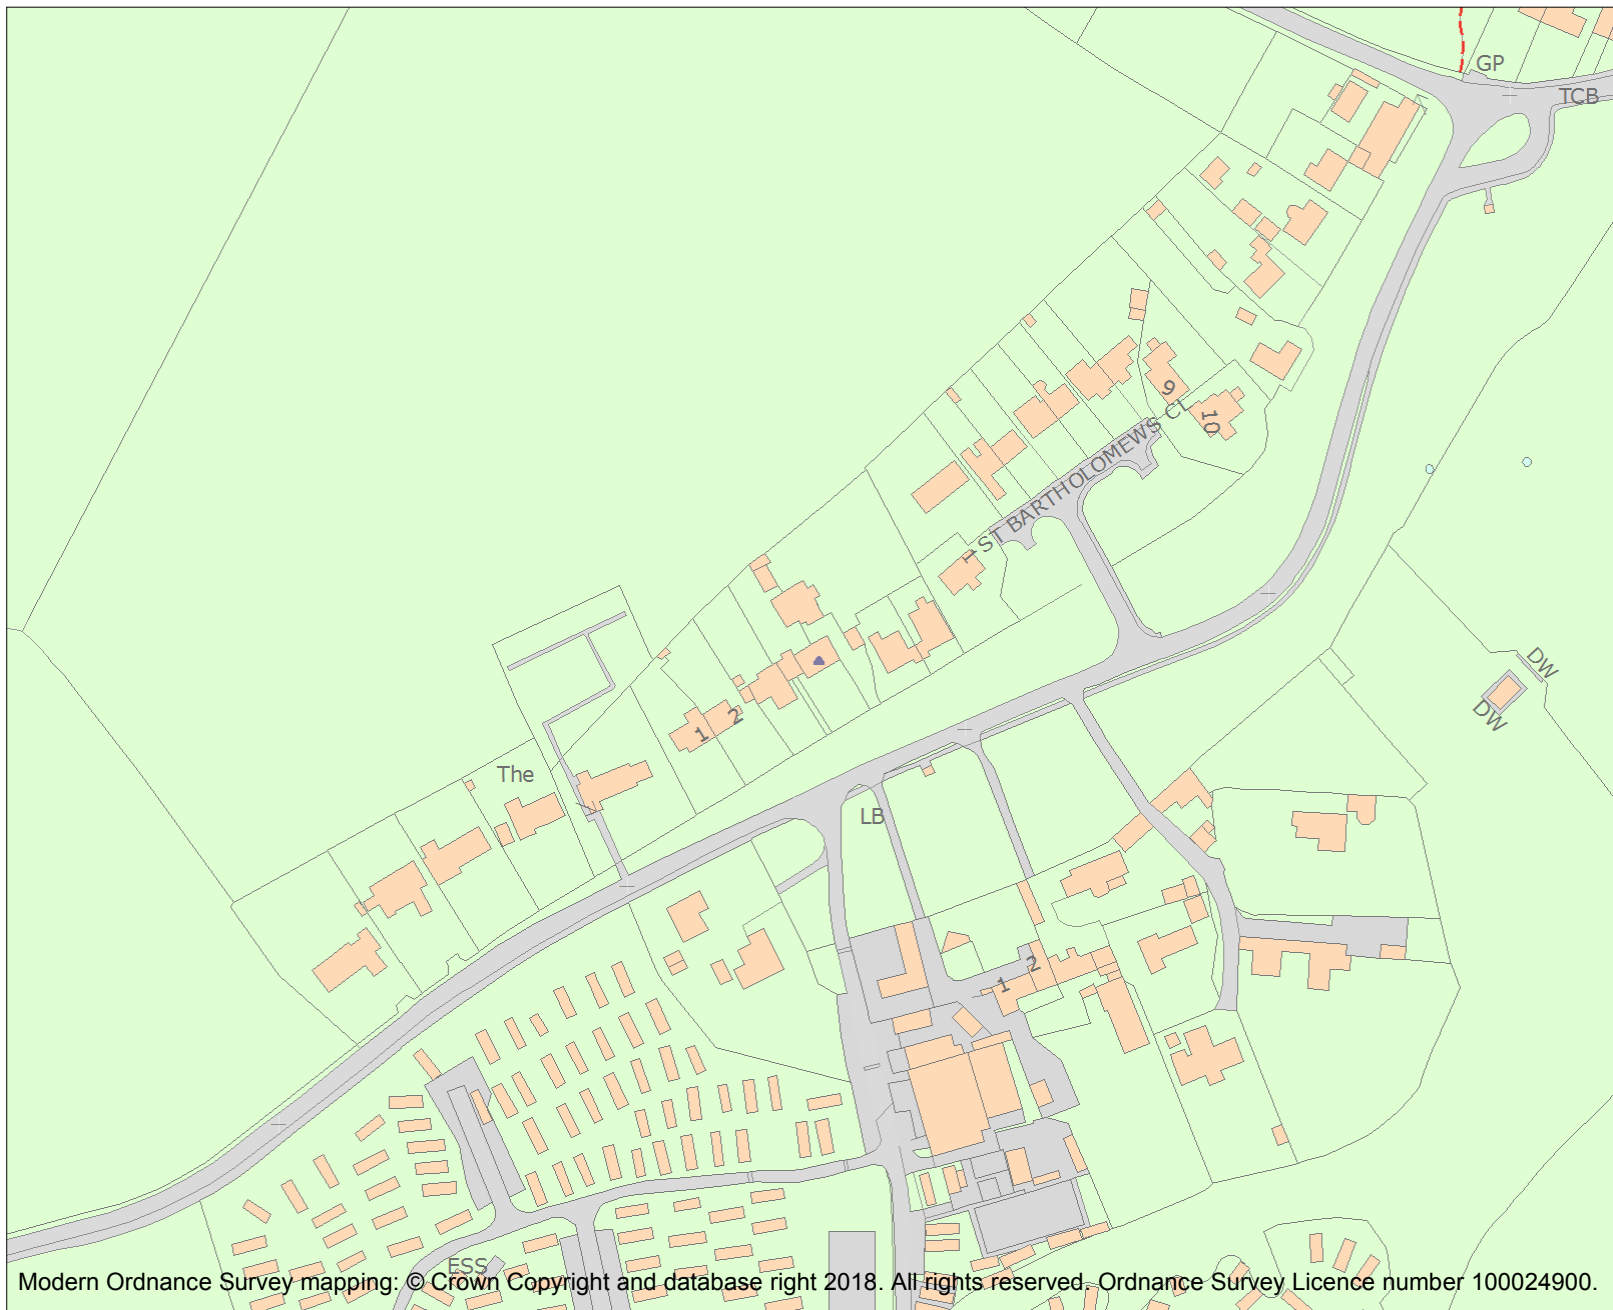 GP
TCB
9
10
ST BARTHOLOMEWS CL
1
DW
DW
2
1
The
LB
2
1
ESS
Modern Ordnance Survey mapping: © Crown Copyright and database right 2018. All rights reserved. Ordnance Survey Licence number 100024900.